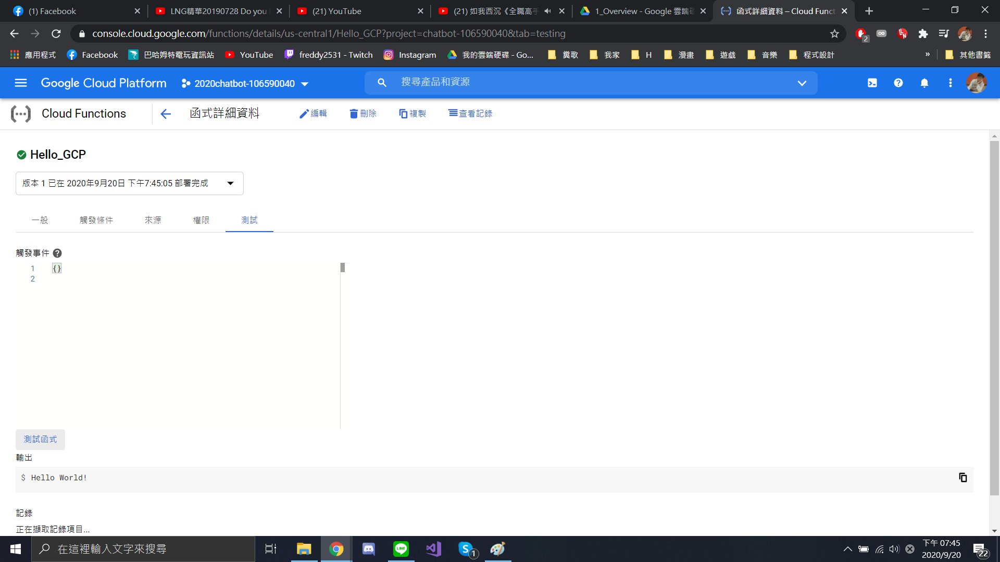 (1) Facebook
LNG精華20190728 Do you
(21) YouTube
(21) 如我西沉《全職高手
1_Overview - Google 雲端硬
函式詳細資料 – Cloud Funct
console.cloud.google.com/functions/details/us-central1/Hello_GCP?project=chatbot-106590040&tab=testing
2
應用程式
Facebook
巴哈姆特電玩資訊站
YouTube
freddy2531 - Twitch
Instagram
我的雲端硬碟 - Go...
糞歌
我家
H
漫畫
遊戲
音樂
程式設計
»
其他書籤
Google Cloud Platform
2020chatbot-106590040
搜尋產品和資源
Cloud Functions
函式詳細資料
編輯
刪除
複製
查看記錄
Hello_GCP
版本 1 已在 2020年9月20日 下午7:45:05 部署完成
一般
觸發條件
來源
權限
測試
觸發事件
1 {}
2
測試函式
輸出
$ Hello World!
記錄
正在擷取記錄項目...
在這裡輸入文字來搜尋
LINE
1
下午 07:45
2020/9/20
22